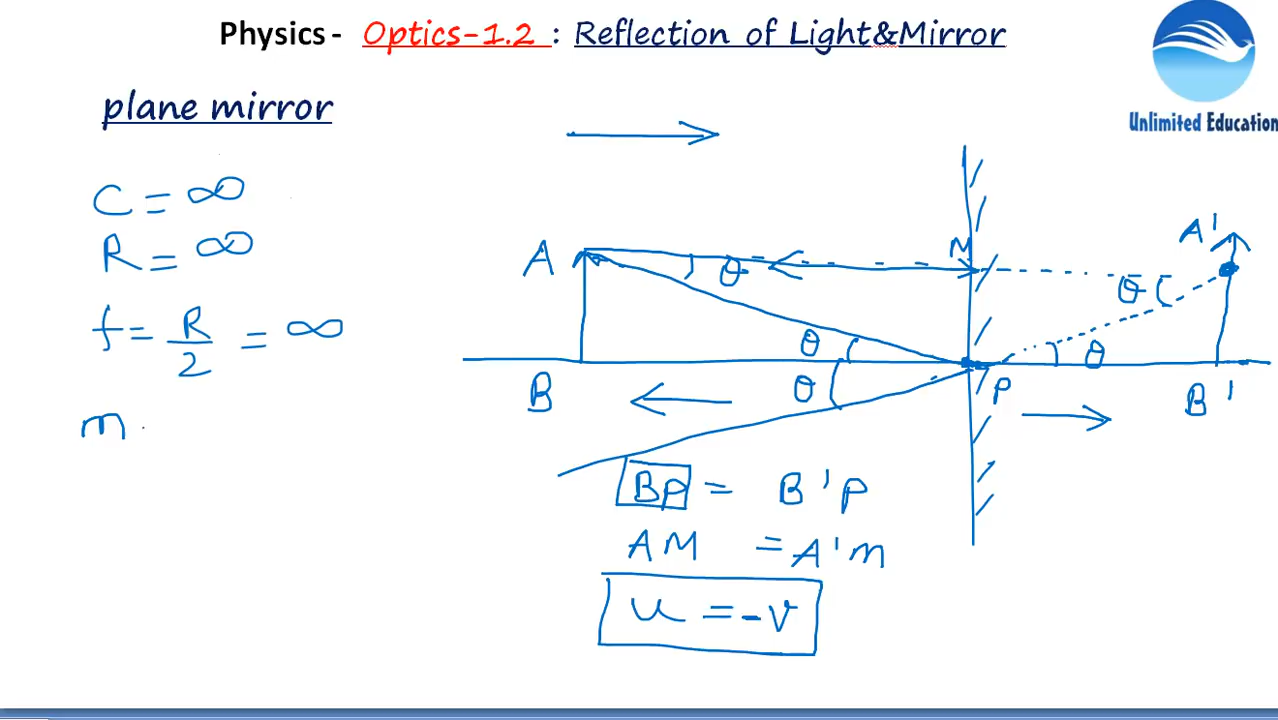 Physics - Optics-1.2 : Reflection of Light&Mirror
Unlimited Education
plane mirror
C = ∞
R = ∞
f = R/2 = ∞
m
A
θ
M
A'
θ
θ
θ
θ
B
P
B'
BP = B'P
AM = A'm
u = -v